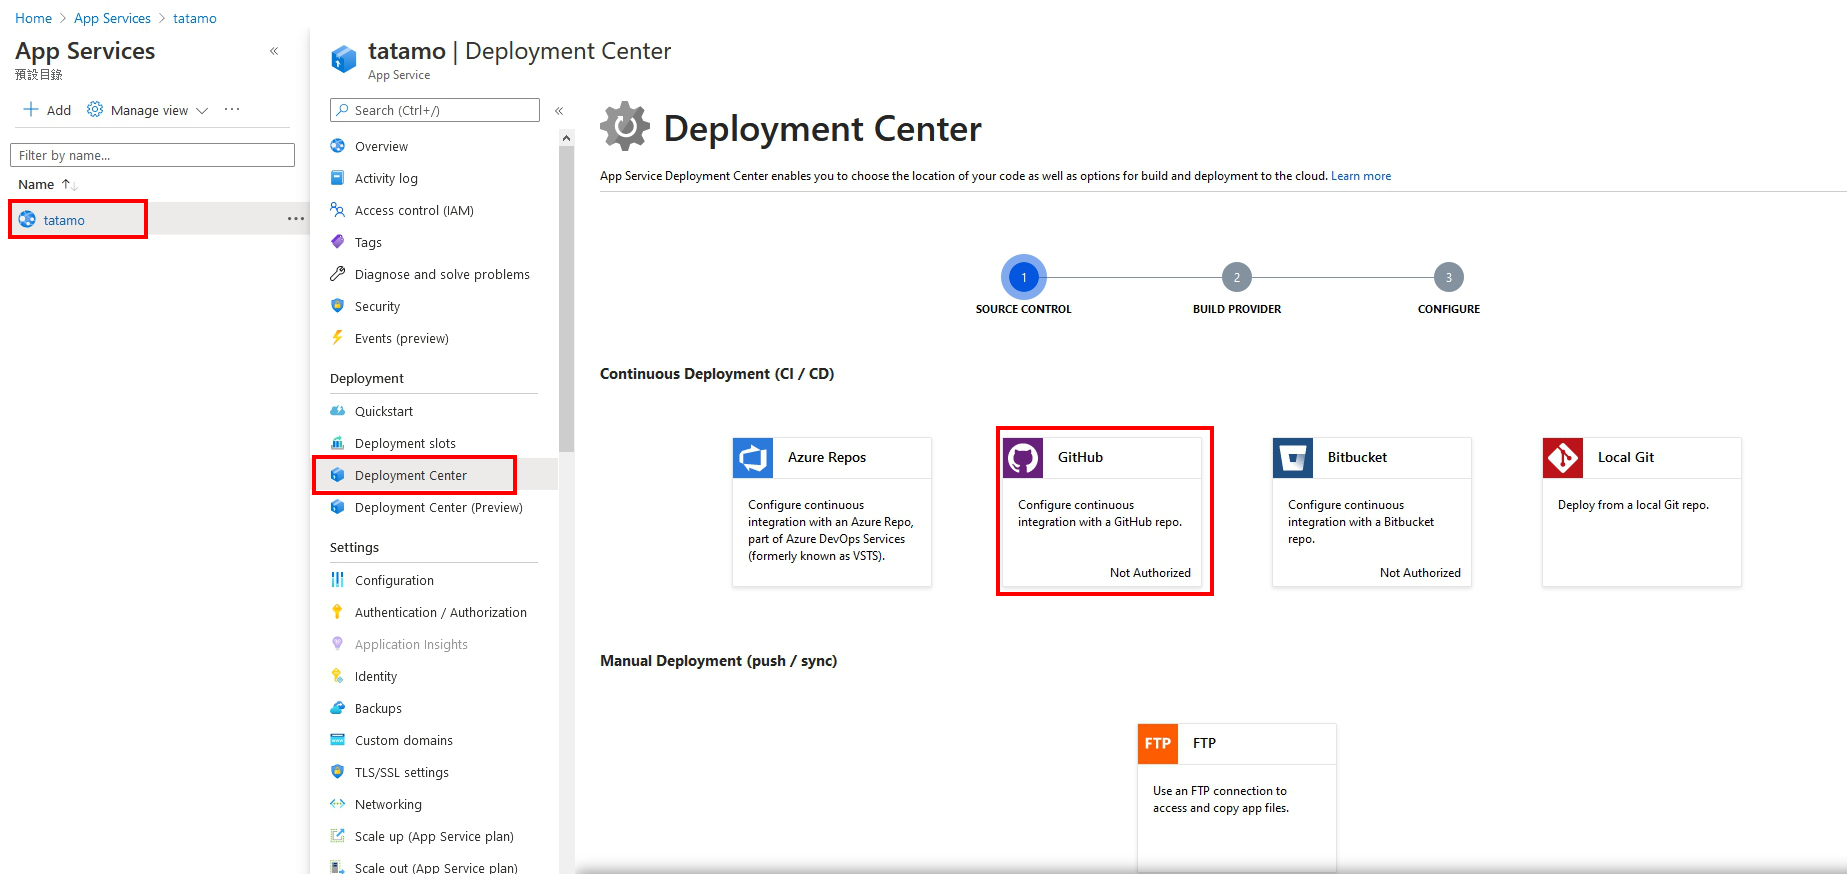 Home > App Services > tatamo
App Services
預設目錄
Add
Manage view
Filter by name...
Name
tatamo
tatamo | Deployment Center
App Service
Search (Ctrl+/)
Overview
Activity log
Access control (IAM)
Tags
Diagnose and solve problems
Security
Events (preview)
Deployment
Quickstart
Deployment slots
Deployment Center
Deployment Center (Preview)
Settings
Configuration
Authentication / Authorization
Application Insights
Identity
Backups
Custom domains
TLS/SSL settings
Networking
Scale up (App Service plan)
Scale out (App Service plan)
Deployment Center
App Service Deployment Center enables you to choose the location of your code as well as options for build and deployment to the cloud. Learn more
1
2
3
SOURCE CONTROL
BUILD PROVIDER
CONFIGURE
Continuous Deployment (CI / CD)
Azure Repos
Configure continuous
integration with an Azure Repo,
part of Azure DevOps Services
(formerly known as VSTS).
GitHub
Configure continuous
integration with a GitHub repo.
Not Authorized
Bitbucket
Configure continuous
integration with a Bitbucket
repo.
Not Authorized
Local Git
Deploy from a local Git repo.
Manual Deployment (push / sync)
FTP
FTP
Use an FTP connection to
access and copy app files.